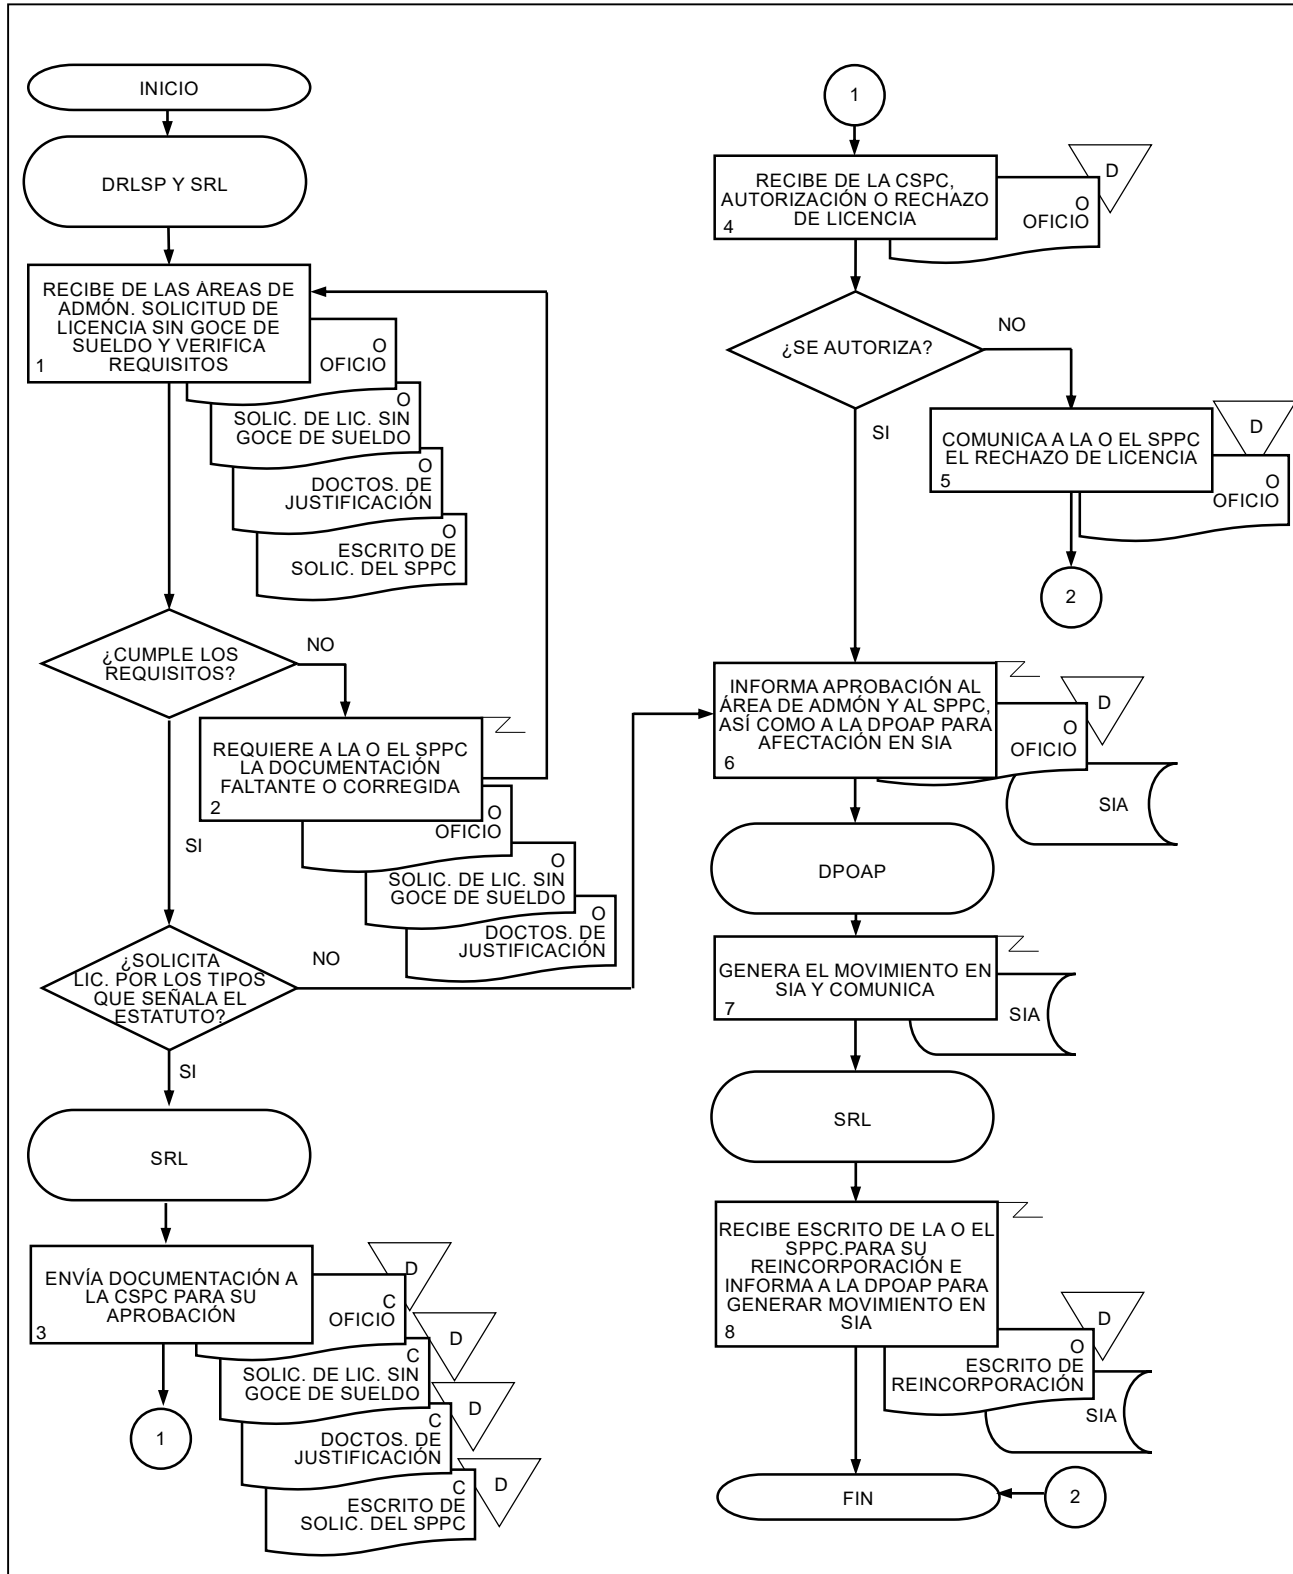 INICIO
DRLSP Y SRL
RECIBE DE LAS ÁREAS DE
ADMÓN. SOLICITUD DE
LICENCIA SIN GOCE DE
SUELDO Y VERIFICA
REQUISITOS
1
O
OFICIO
O
SOLIC. DE LIC. SIN
GOCE DE SUELDO
O
DOCTOS. DE
JUSTIFICACIÓN
O
ESCRITO DE
SOLIC. DEL SPPC
¿CUMPLE LOS
REQUISITOS?
NO
SI
REQUIERE A LA O EL SPPC
LA DOCUMENTACIÓN
FALTANTE O CORREGIDA
2
O
OFICIO
O
SOLIC. DE LIC. SIN
GOCE DE SUELDO
O
DOCTOS. DE
JUSTIFICACIÓN
¿SOLICITA
LIC. POR LOS TIPOS
QUE SEÑALA EL
ESTATUTO?
NO
SI
SRL
ENVÍA DOCUMENTACIÓN A
LA CSPC PARA SU
APROBACIÓN
3
D
C
OFICIO
D
C
SOLIC. DE LIC. SIN
GOCE DE SUELDO
D
C
DOCTOS. DE
JUSTIFICACIÓN
D
C
ESCRITO DE
SOLIC. DEL SPPC
1
1
RECIBE DE LA CSPC,
AUTORIZACIÓN O RECHAZO
DE LICENCIA
4
D
O
OFICIO
¿SE AUTORIZA?
NO
SI
COMUNICA A LA O EL SPPC
EL RECHAZO DE LICENCIA
5
D
O
OFICIO
2
INFORMA APROBACIÓN AL
ÁREA DE ADMÓN Y AL SPPC,
ASÍ COMO A LA DPOAP PARA
AFECTACIÓN EN SIA
6
D
O
OFICIO
SIA
DPOAP
GENERA EL MOVIMIENTO EN
SIA Y COMUNICA
7
SIA
SRL
RECIBE ESCRITO DE LA O EL
SPPC.PARA SU
REINCORPORACIÓN E
INFORMA A LA DPOAP PARA
GENERAR MOVIMIENTO EN
SIA
8
D
O
ESCRITO DE
REINCORPORACIÓN
SIA
FIN
2